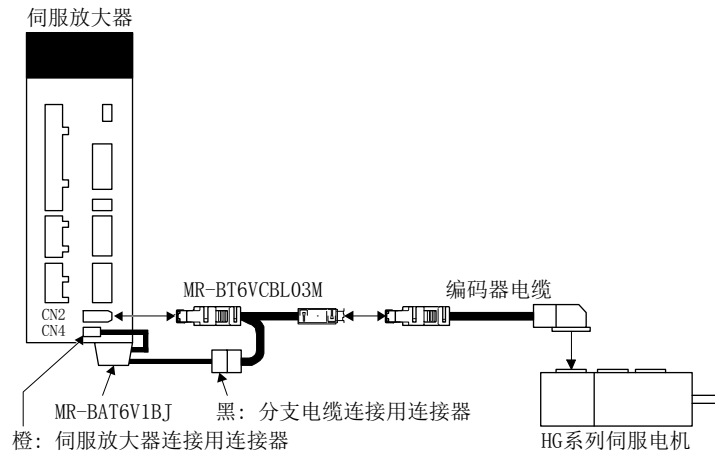 伺服放大器
MR-BT6VCBL03M
编码器电缆
CN2
CN4
MR-BAT6V1BJ
黑: 分支电缆连接用连接器
橙: 伺服放大器连接用连接器
HG系列伺服电机